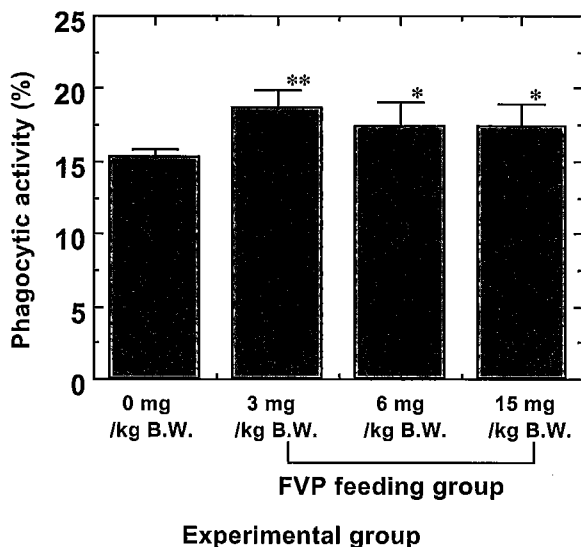 Phagocytic activity (%)
25
20
15
10
5
0
**
*
*
0 mg 3 mg 6 mg 15 mg
/kg B.W. /kg B.W. /kg B.W. /kg B.W.
FVP feeding group
Experimental group